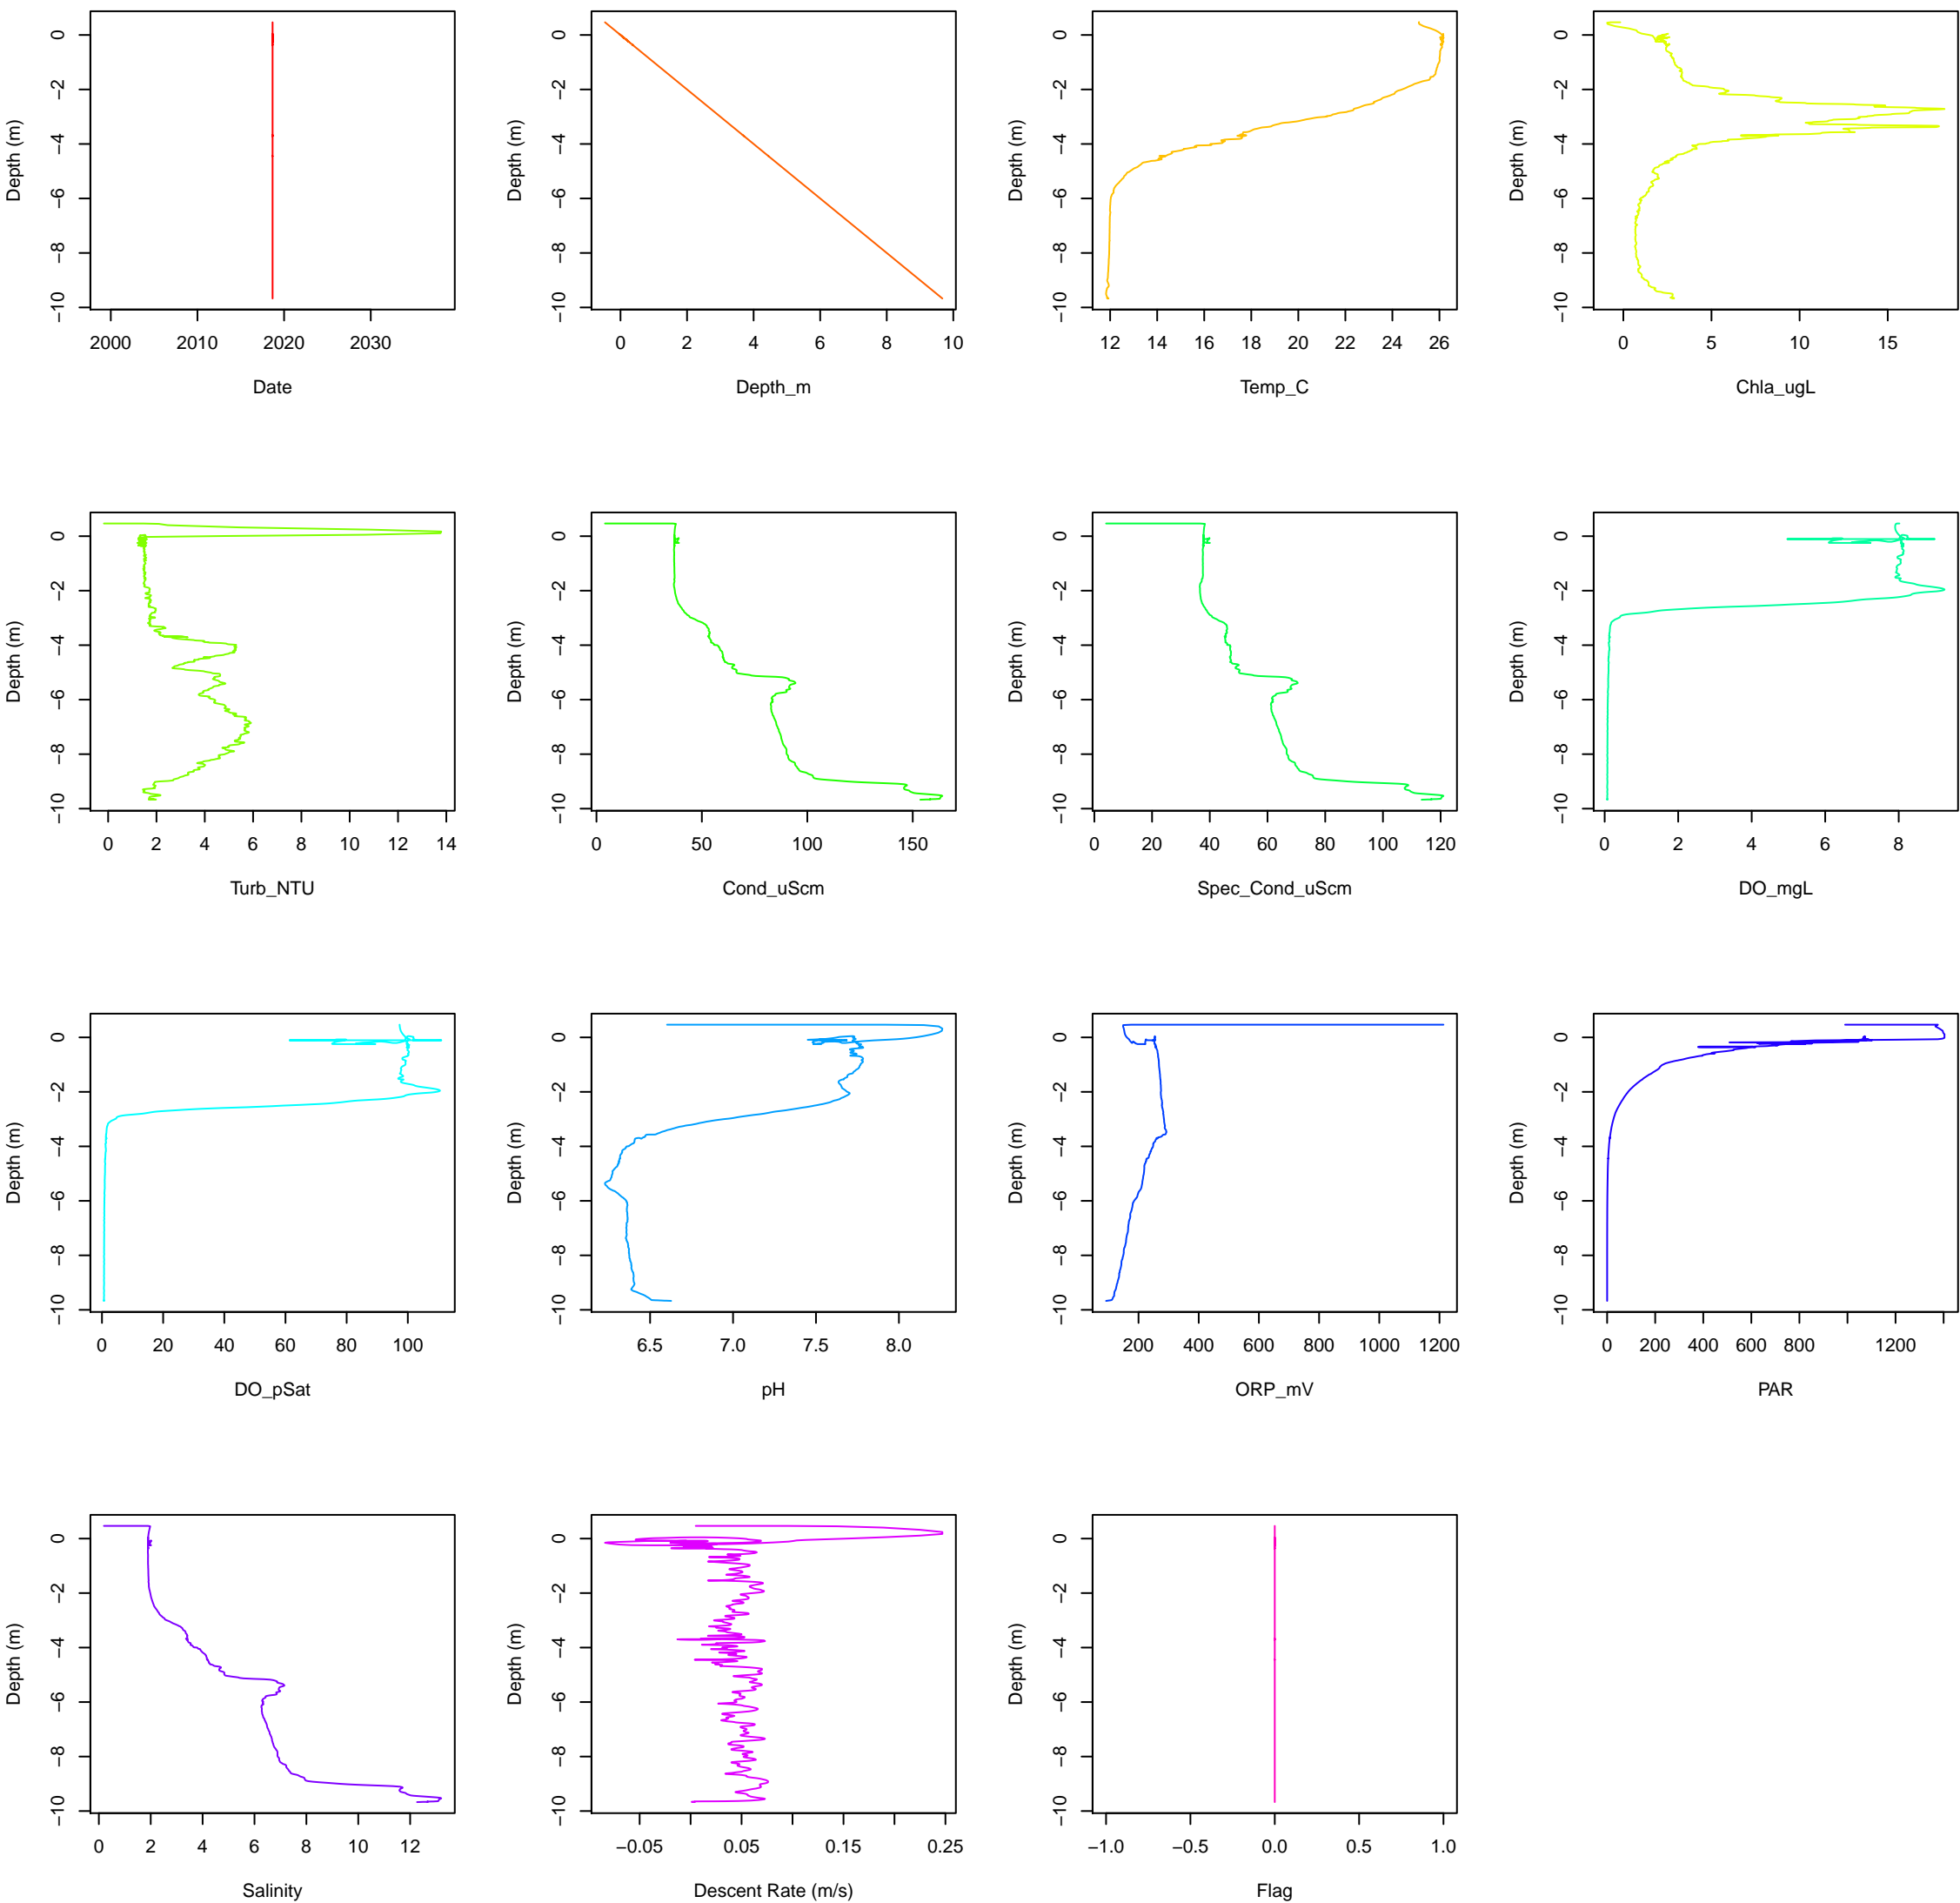 Depth (m)
0
−2
−4
−6
−8
−10
2000 2010 2020 2030
Date
Depth (m)
0
−2
−4
−6
−8
−10
0 2 4 6 8 10
Depth_m
Depth (m)
0
−2
−4
−6
−8
−10
12 14 16 18 20 22 24 26
Temp_C
Depth (m)
0
−2
−4
−6
−8
−10
0 5 10 15
Chla_ugL
Depth (m)
0
−2
−4
−6
−8
−10
0 2 4 6 8 10 12 14
Turb_NTU
Depth (m)
0
−2
−4
−6
−8
−10
0 50 100 150
Cond_uScm
Depth (m)
0
−2
−4
−6
−8
−10
0 20 40 60 80 100 120
Spec_Cond_uScm
Depth (m)
0
−2
−4
−6
−8
−10
0 2 4 6 8
DO_mgL
Depth (m)
0
−2
−4
−6
−8
−10
0 20 40 60 80 100
DO_pSat
Depth (m)
0
−2
−4
−6
−8
−10
6.5 7.0 7.5 8.0
pH
Depth (m)
0
−2
−4
−6
−8
−10
200 400 600 800 1000 1200
ORP_mV
Depth (m)
0
−2
−4
−6
−8
−10
0 200 400 600 800 1200
PAR
Depth (m)
0
−2
−4
−6
−8
−10
0 2 4 6 8 10 12
Salinity
Depth (m)
0
−2
−4
−6
−8
−10
−0.05 0.05 0.15 0.25
Descent Rate (m/s)
Depth (m)
0
−2
−4
−6
−8
−10
−1.0 −0.5 0.0 0.5 1.0
Flag